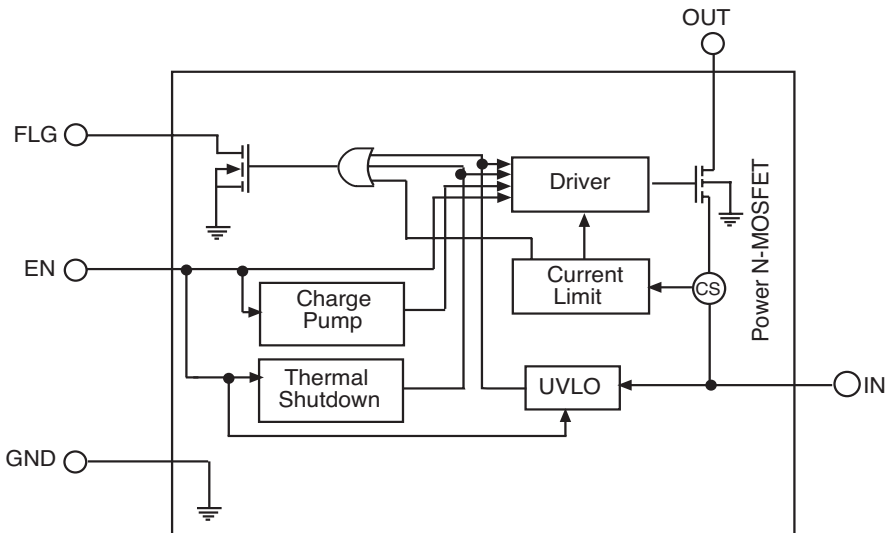 OUT
FLG
Driver
Power N-MOSFET
EN
Current
Limit
CS
Charge
Pump
Thermal
Shutdown
UVLO
IN
GND